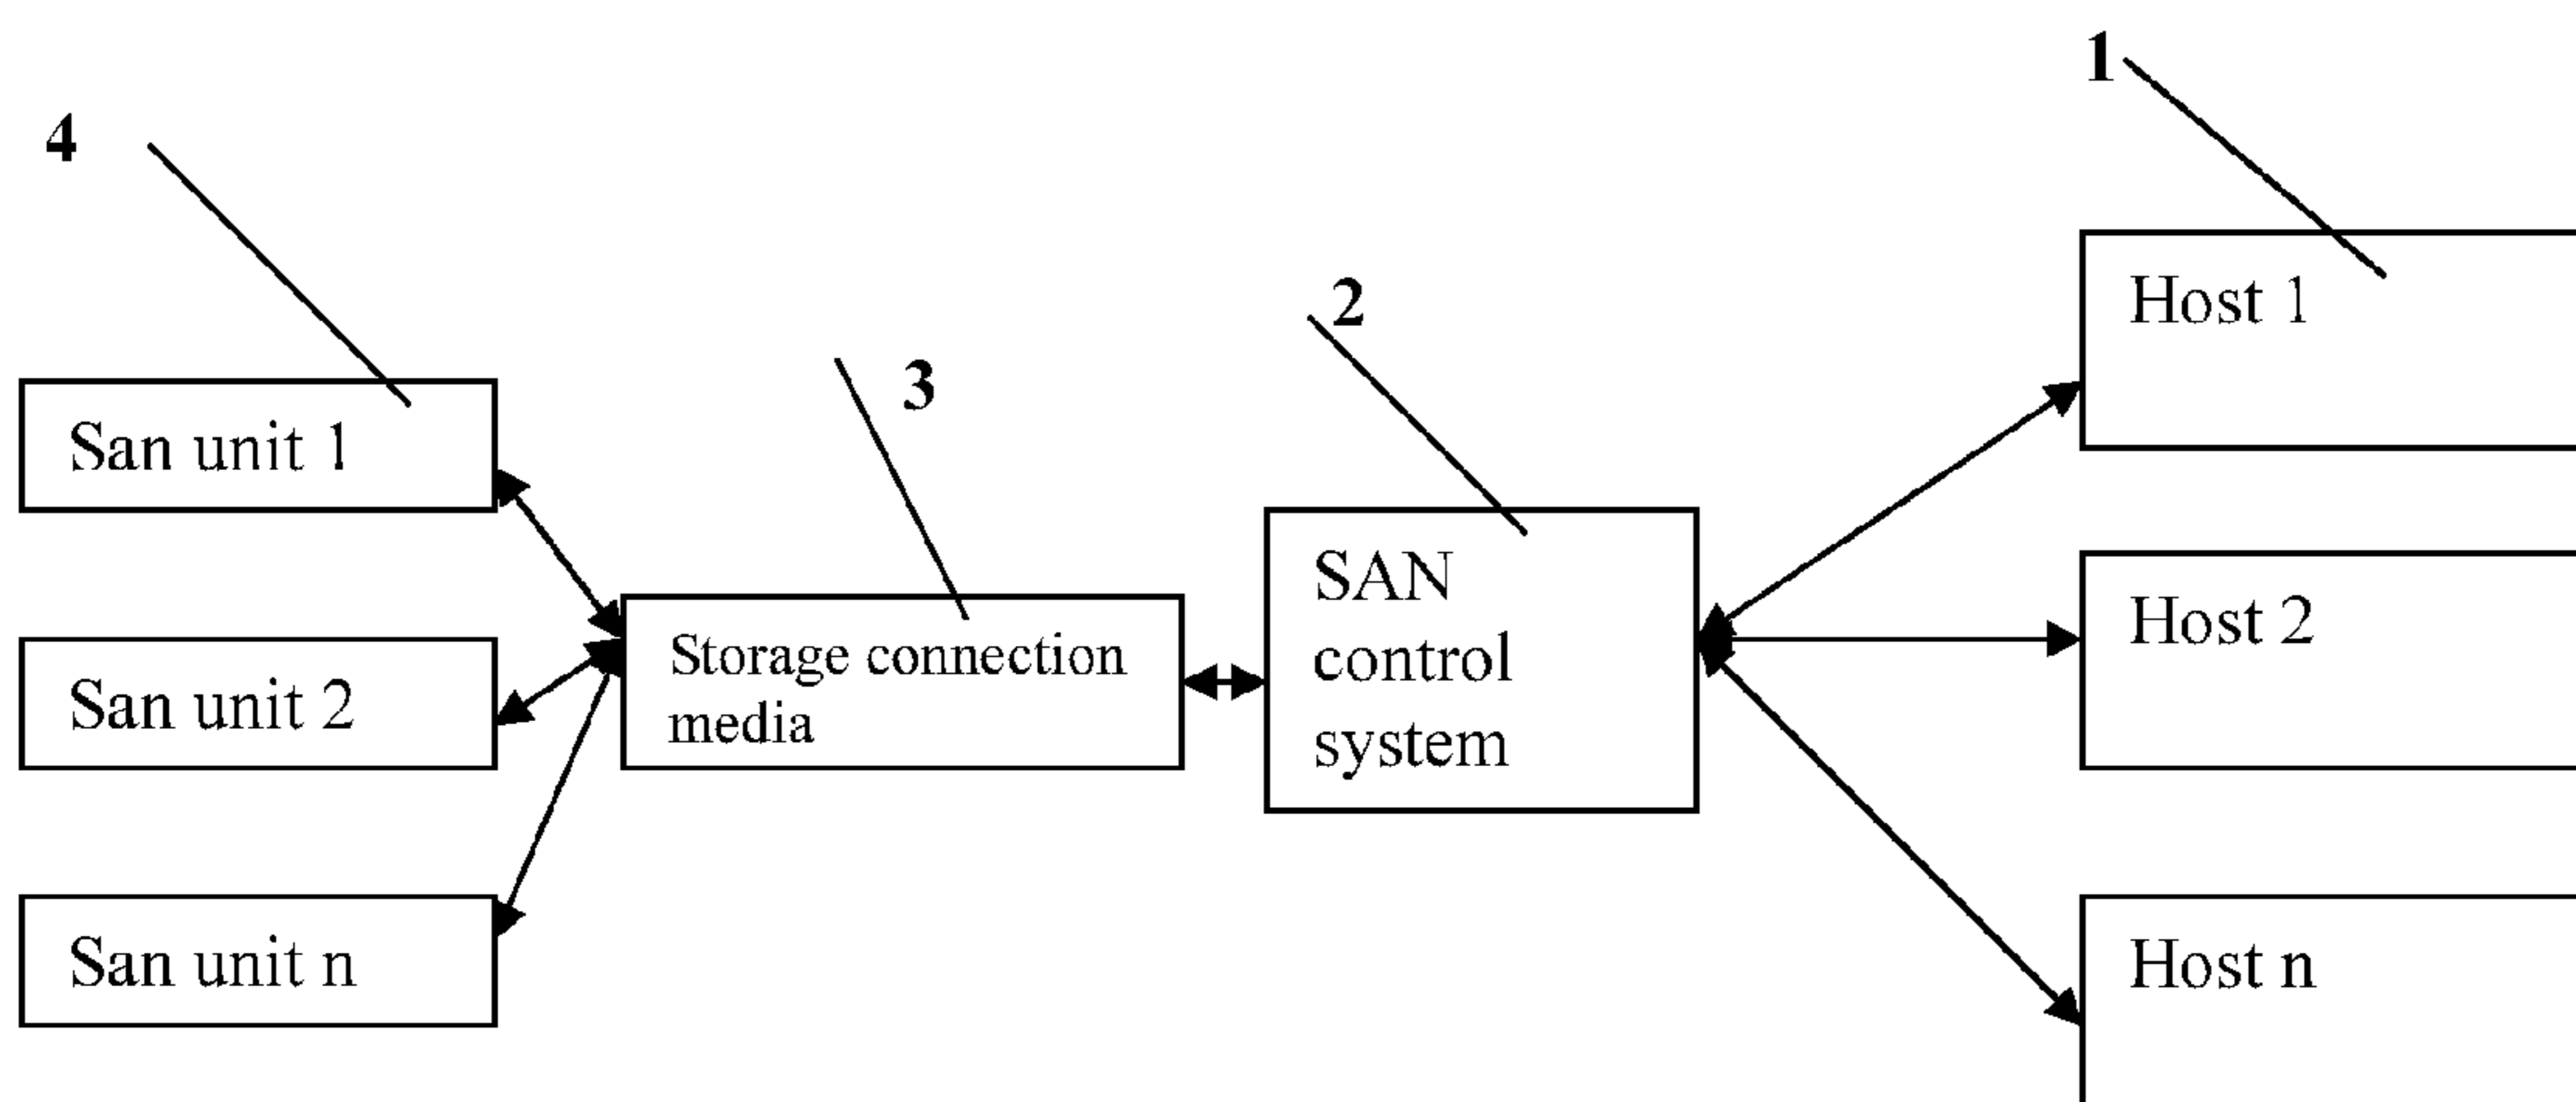 1
4
2
Host 1
3
San unit 1
SAN
control
system
Host 2
Storage connection
media
San unit 2
San unit n
Host n